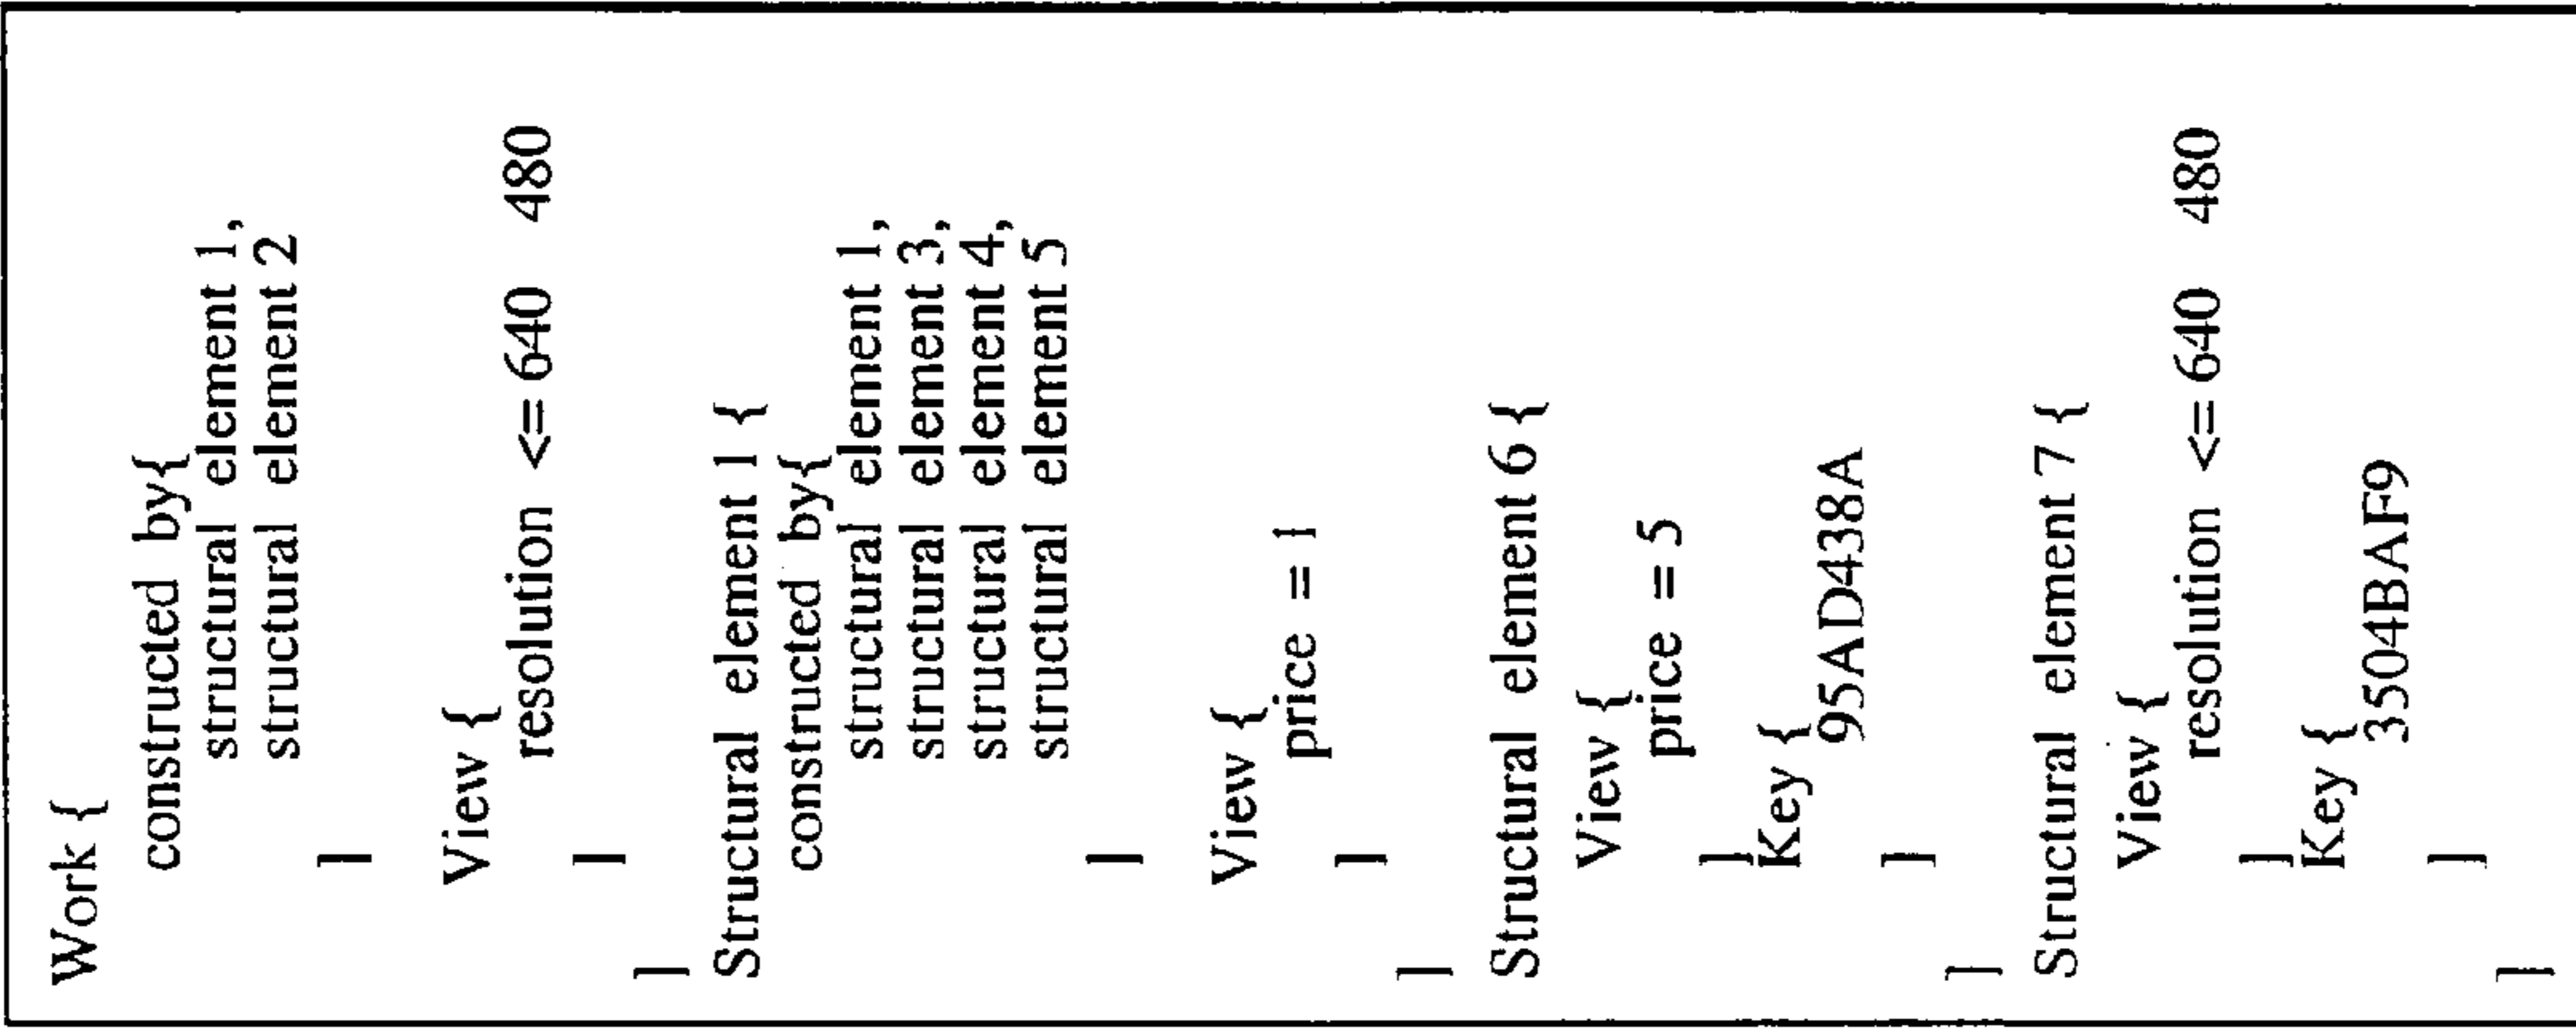 Work {
constructed by{
structural element 1,
structural element 2
]
View {
resolution <= 640 480
]
]
Structural element 1 {
constructed by{
structural element 1,
structural element 3,
structural element 4,
structural element 5
]
View {
price = 1
]
]
Structural element 6 {
View {
price = 5
]
Key {
95AD438A
]
]
Structural element 7 {
View {
resolution <= 640 480
]
Key {
3504BAF9
]
]